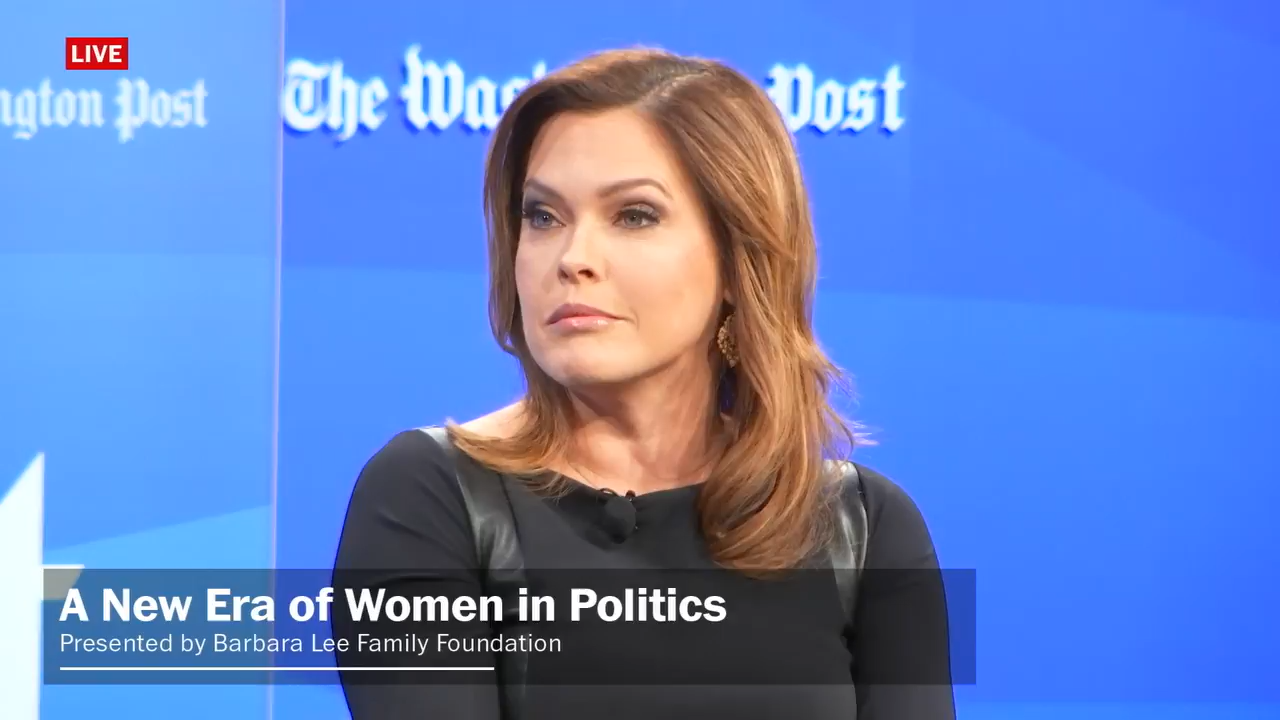 LIVE
ngton Post
The Was Post
A New Era of Women in Politics
Presented by Barbara Lee Family Foundation